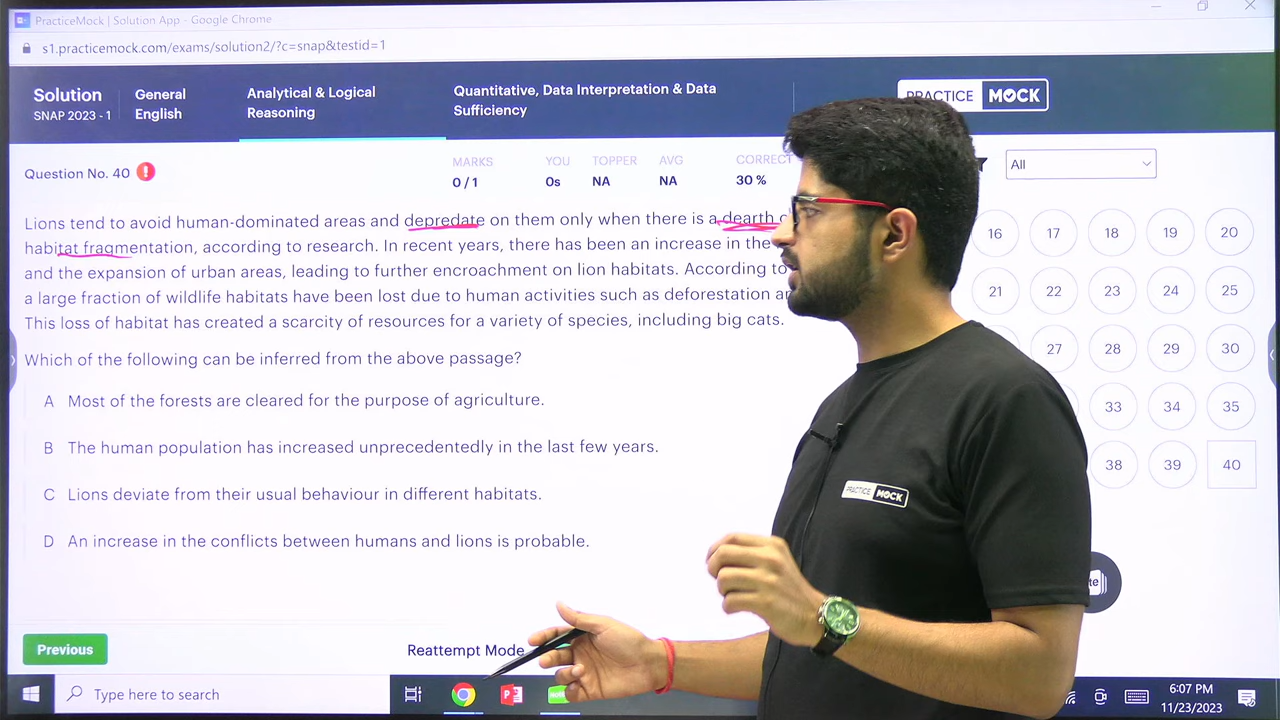 PracticeMock | Solution App - Google Chrome
s1.practicemock.com/exams/solution2/?c=snap&testid=1
Solution
SNAP 2023 - 1
General
English
Analytical & Logical
Reasoning
Quantitative, Data Interpretation & Data
Sufficiency
PRACTICE MOCK
Question No. 40
MARKS YOU TOPPER AVG CORRECT
0 / 1 0s NA NA 30 %
All
Lions tend to avoid human-dominated areas and depredate on them only when there is a dearth
habitat fragmentation, according to research. In recent years, there has been an increase in the
and the expansion of urban areas, leading to further encroachment on lion habitats. According to
a large fraction of wildlife habitats have been lost due to human activities such as deforestation
This loss of habitat has created a scarcity of resources for a variety of species, including big cats.
Which of the following can be inferred from the above passage?
A Most of the forests are cleared for the purpose of agriculture.
B The human population has increased unprecedentedly in the last few years.
C Lions deviate from their usual behaviour in different habitats.
D An increase in the conflicts between humans and lions is probable.
16 17 18 19 20
21 22 23 24 25
27 28 29 30
33 34 35
38 39 40
PRACTICE MOCK
Previous
Reattempt Mode
Type here to search
6:07 PM
11/23/2023